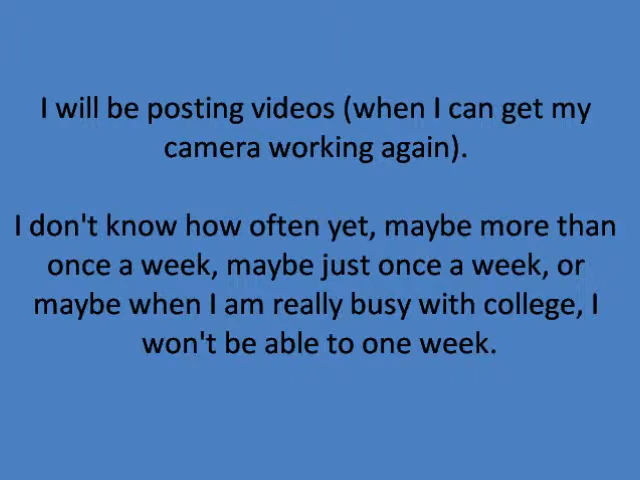 I will be posting videos (when I can get my
camera working again).
I don't know how often yet, maybe more than
once a week, maybe just once a week, or
maybe when I am really busy with college, I
won't be able to one week.